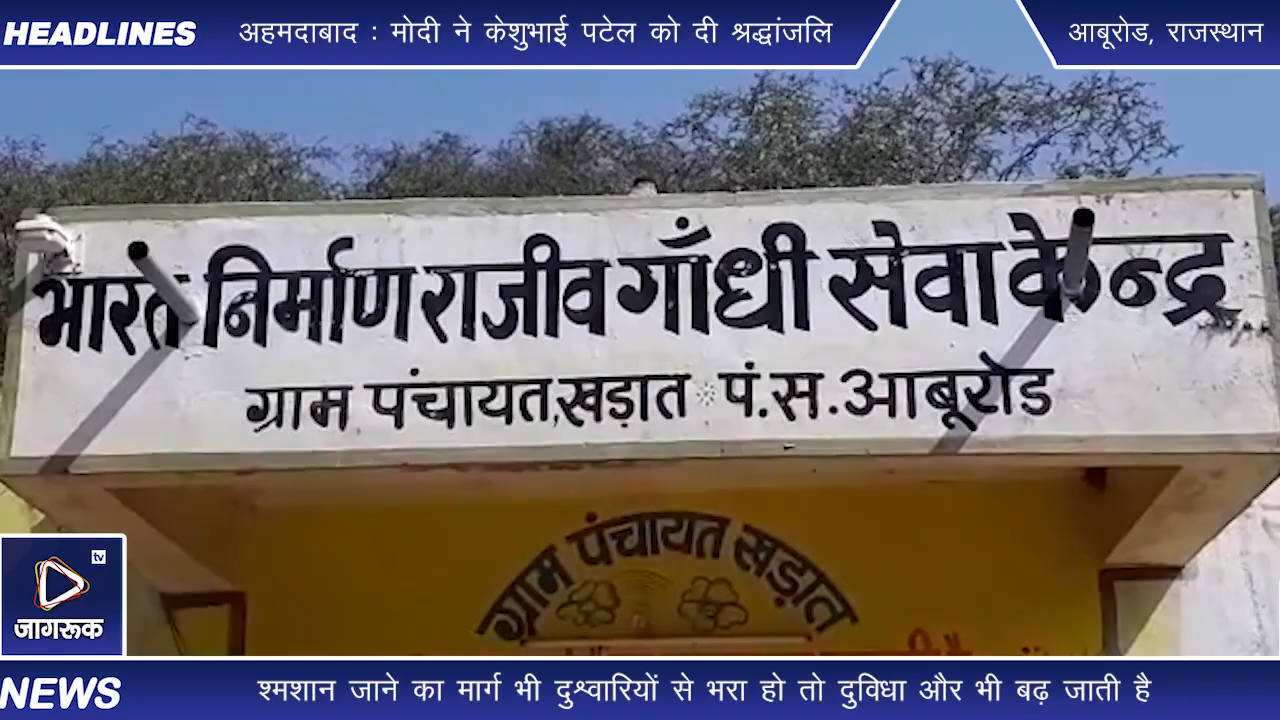 HEADLINES अहमदाबाद : मोदी ने केशुभाई पटेल को दी श्रद्धांजलि आबूरोड, राजस्थान
भारत निर्माण राजीव गाँधी सेवा केन्द्र
ग्राम पंचायत,खड़ात * पं.स.आबूरोड
ग्राम पंचायत खड़ात
tv
जागरूक
NEWS श्मशान जाने का मार्ग भी दुश्वारियों से भरा हो तो दुविधा और भी बढ़ जाती है